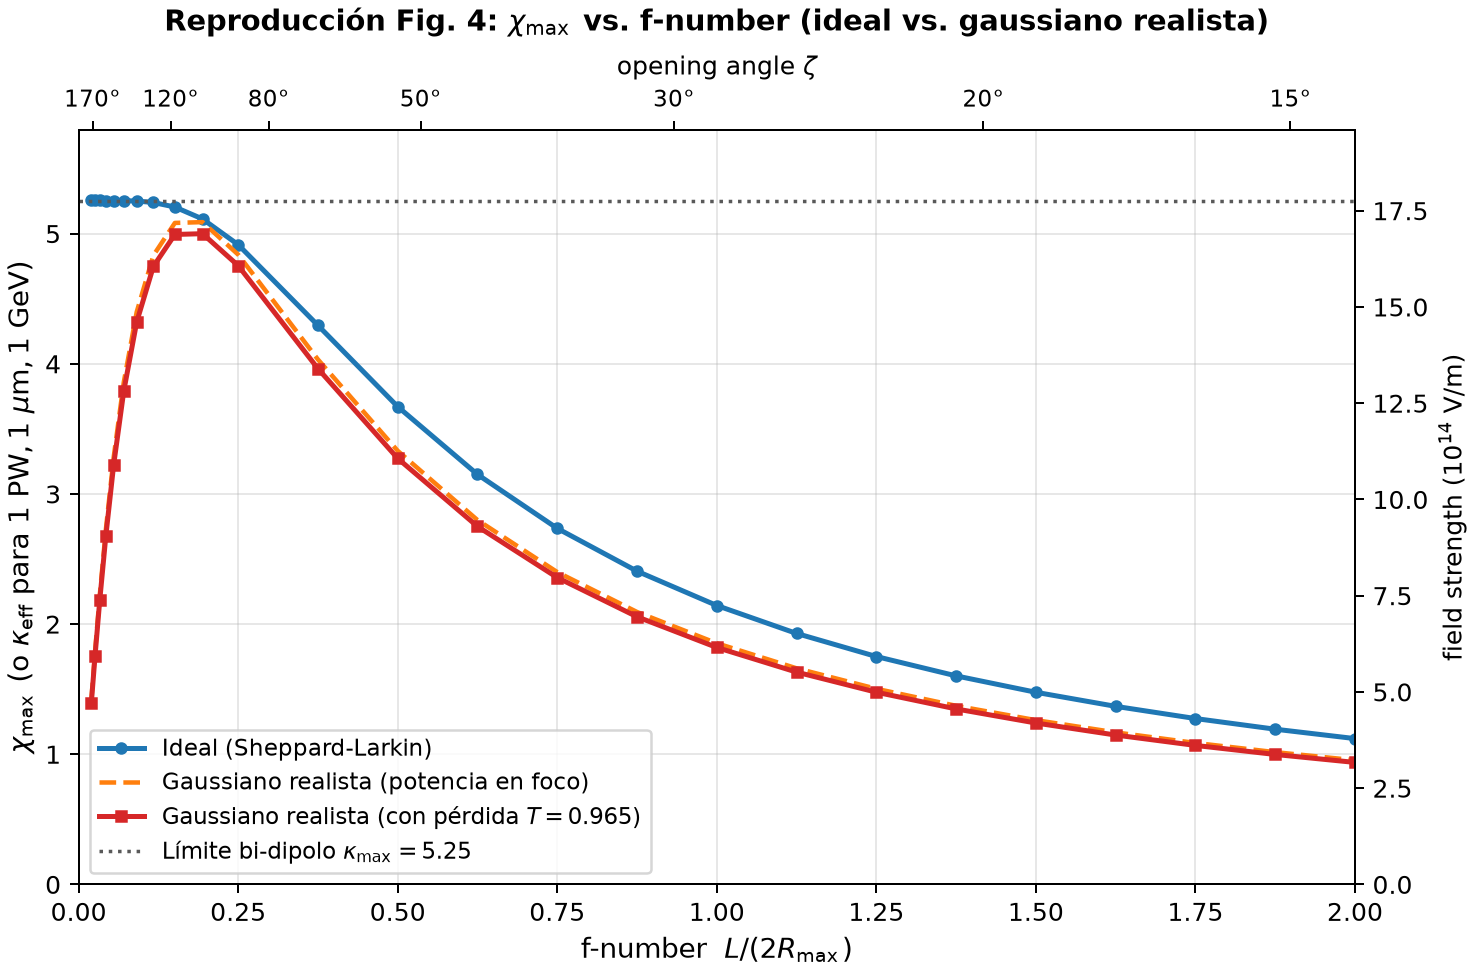 Reproducción Fig. 4: χmax vs. f-number (ideal vs. gaussiano realista)
opening angle ζ
170° 120° 80° 50° 30° 20° 15°
χmax (o κeff para 1 PW, 1 μm, 1 GeV)
5
4
3
2
1
0
17.5
15.0
12.5
10.0
7.5
5.0
2.5
0.0
field strength (10^14 V/m)
Ideal (Sheppard-Larkin)
Gaussiano realista (potencia en foco)
Gaussiano realista (con pérdida T = 0.965)
Límite bi-dipolo κmax = 5.25
0.00 0.25 0.50 0.75 1.00 1.25 1.50 1.75 2.00
f-number L/(2Rmax)